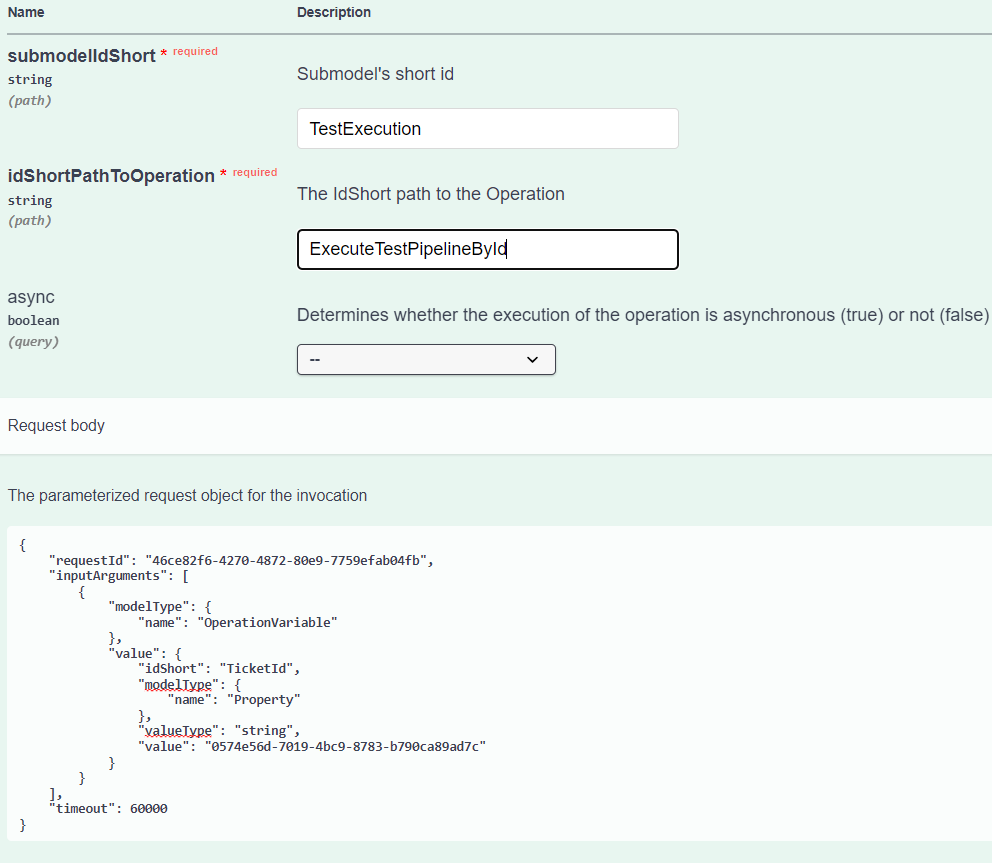 Name Description
submodelIdShort * required
string
(path)
Submodel's short id
TestExecution
idShortPathToOperation * required
string
(path)
The IdShort path to the Operation
ExecuteTestPipelineById
async
boolean
(query)
Determines whether the execution of the operation is asynchronous (true) or not (false)
--
Request body
The parameterized request object for the invocation
{
    "requestId": "46ce82f6-4270-4872-80e9-7759efab04fb",
    "inputArguments": [
        {
            "modelType": {
                "name": "OperationVariable"
            },
            "value": {
                "idShort": "TicketId",
                "modelType": {
                    "name": "Property"
                },
                "valueType": "string",
                "value": "0574e56d-7019-4bc9-8783-b790ca89ad7c"
            }
        }
    ],
    "timeout": 60000
}